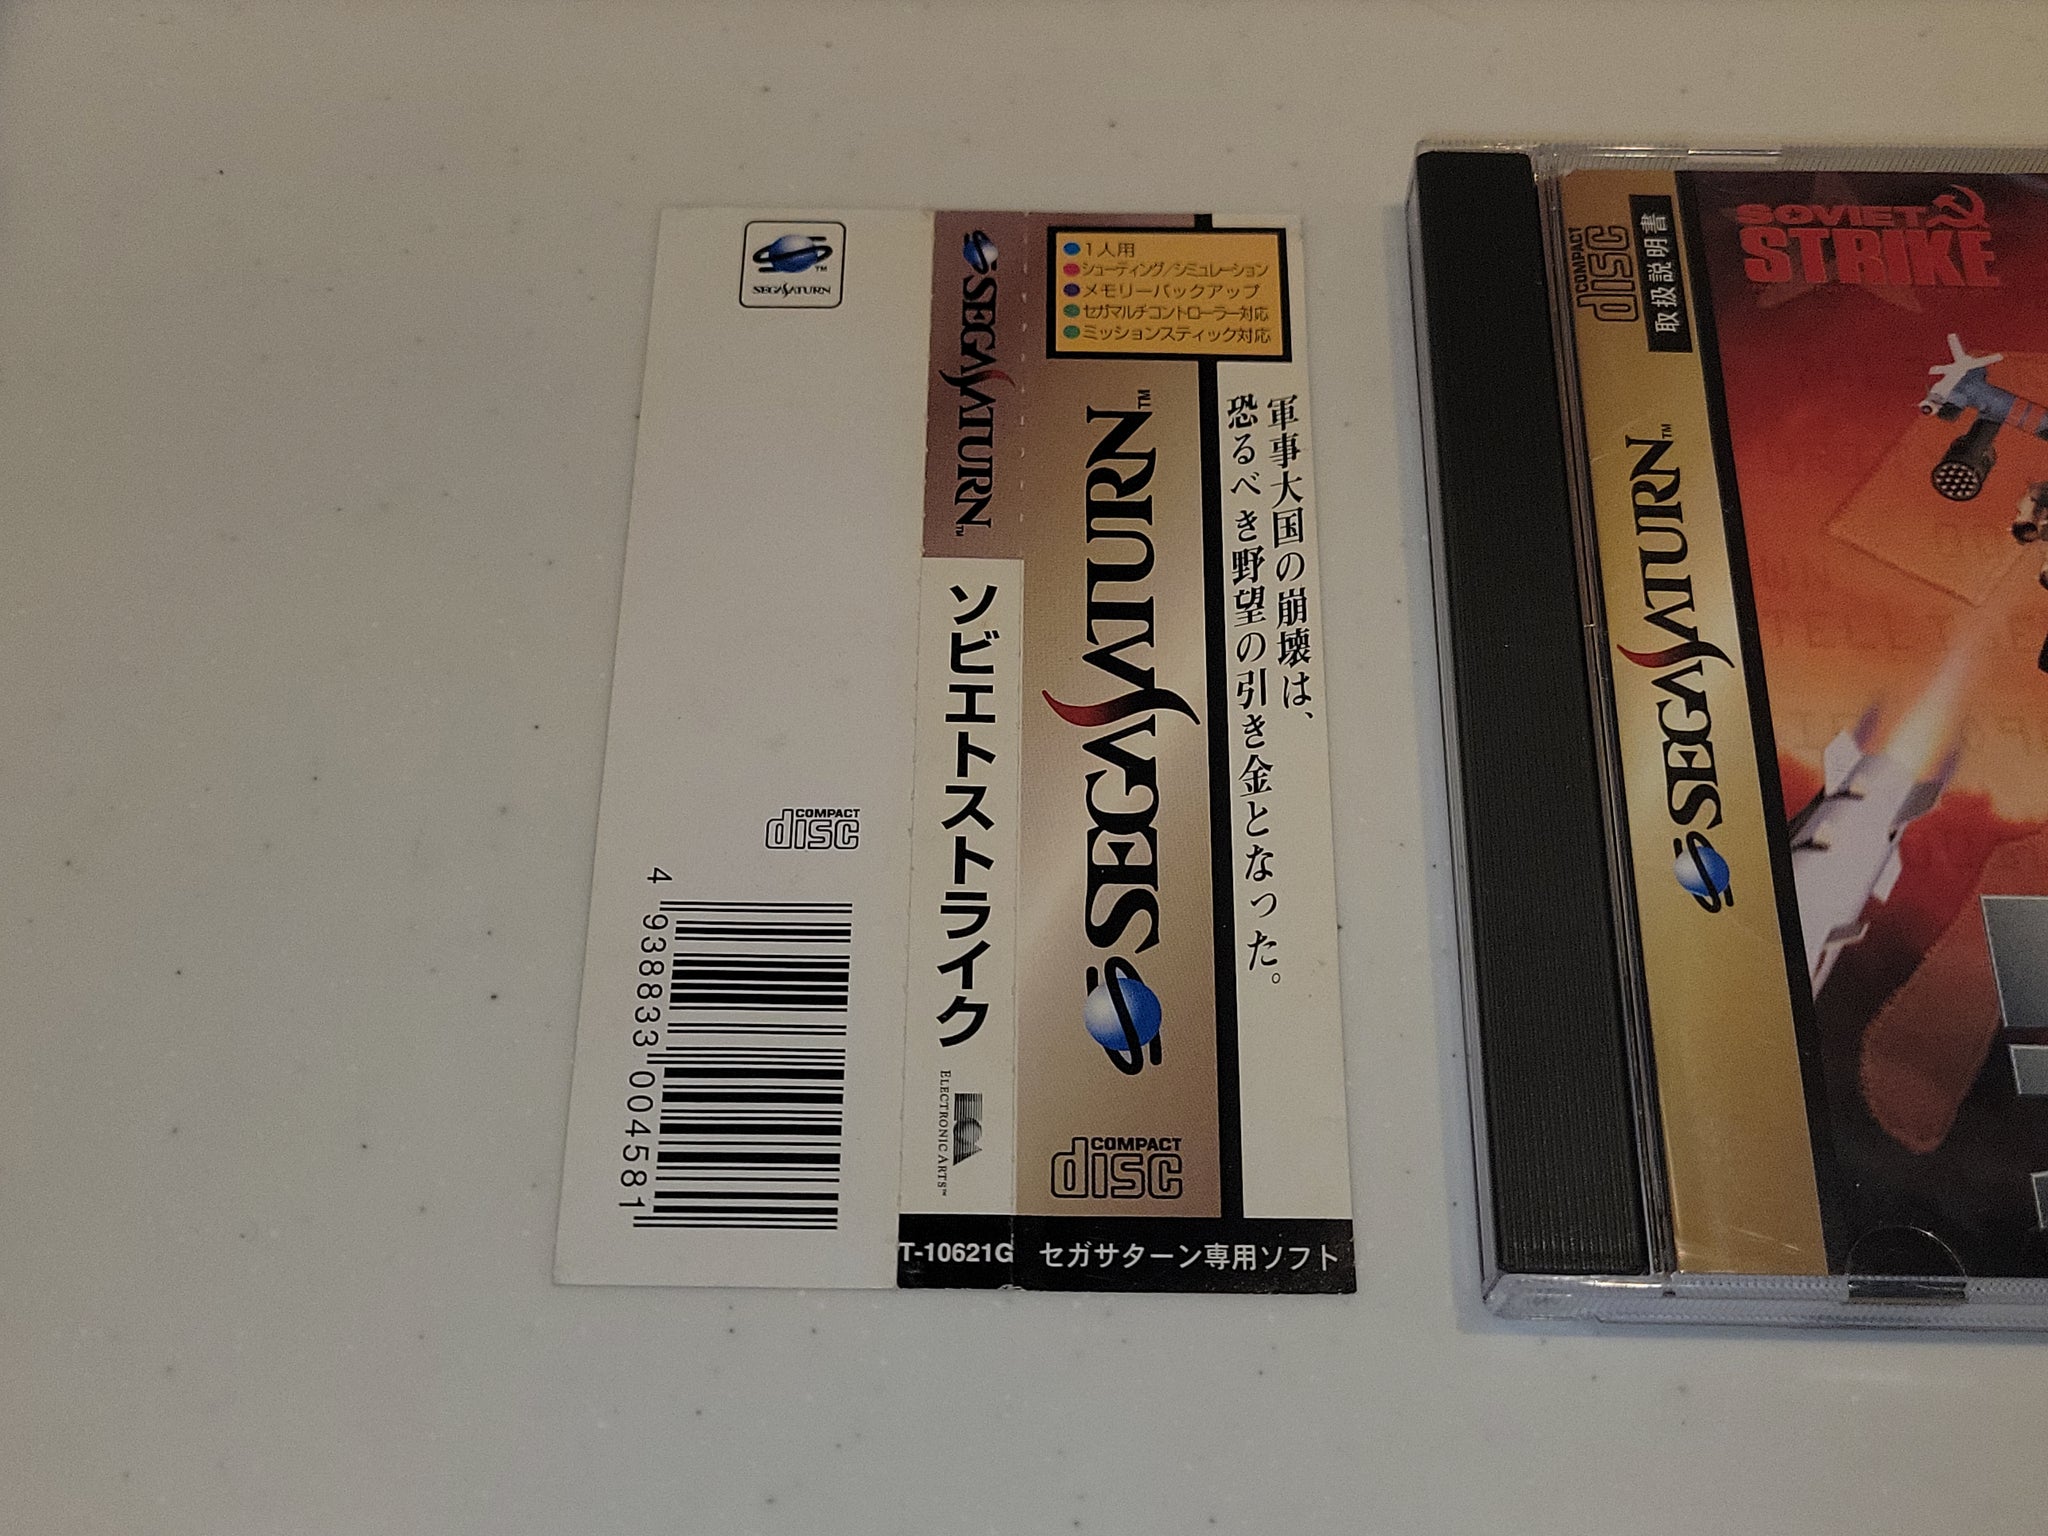 SEGA SATURN
COMPACT
disc
4 938833 004581
SEGA SATURN™
ソビエトストライク
ELECTRONIC ARTS™
T-10621G
1人用
シューティング/シミュレーション
メモリーバックアップ
セガマルチコントローラー対応
ミッションスティック対応
SEGA SATURN™
COMPACT
disc
軍事大国の崩壊は、
恐るべき野望の引き金となった。
セガサターン専用ソフト
COMPACT
disc
取扱説明書
SEGA SATURN™
SOVIET
STRIKE